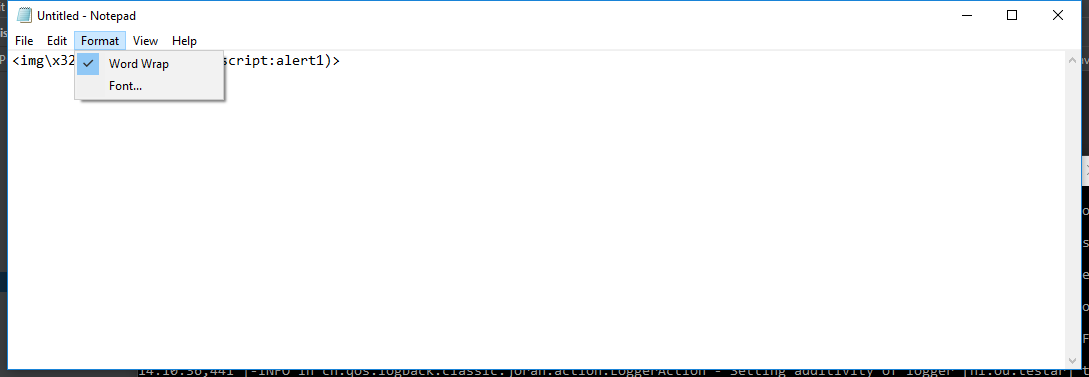 Untitled - Notepad
File Edit Format View Help
<img\x32 script:alert1)>
Word Wrap
Font...
14:10:36,441 |-INFO in ch.qos.logback.classic.joran.action.LoggerAction - Setting additivity of logger [nl.ou.testar]